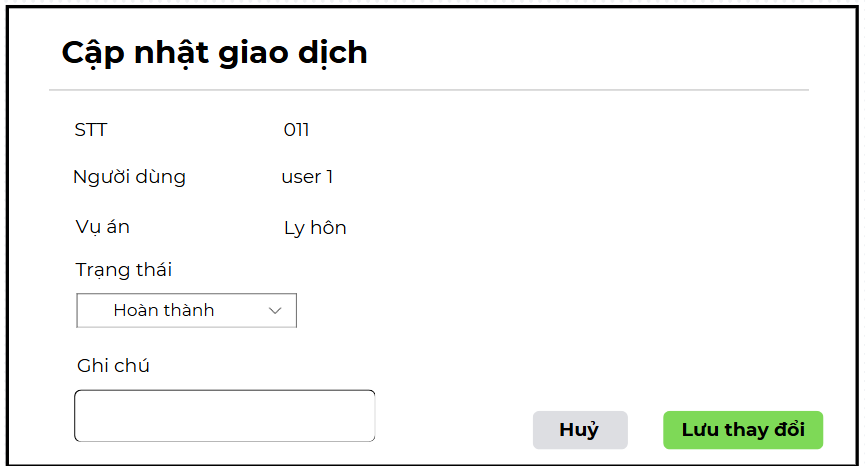 Cập nhật giao dịch
STT 011
Người dùng user 1
Vụ án Ly hôn
Trạng thái
Hoàn thành
Ghi chú
Huỷ Lưu thay đổi